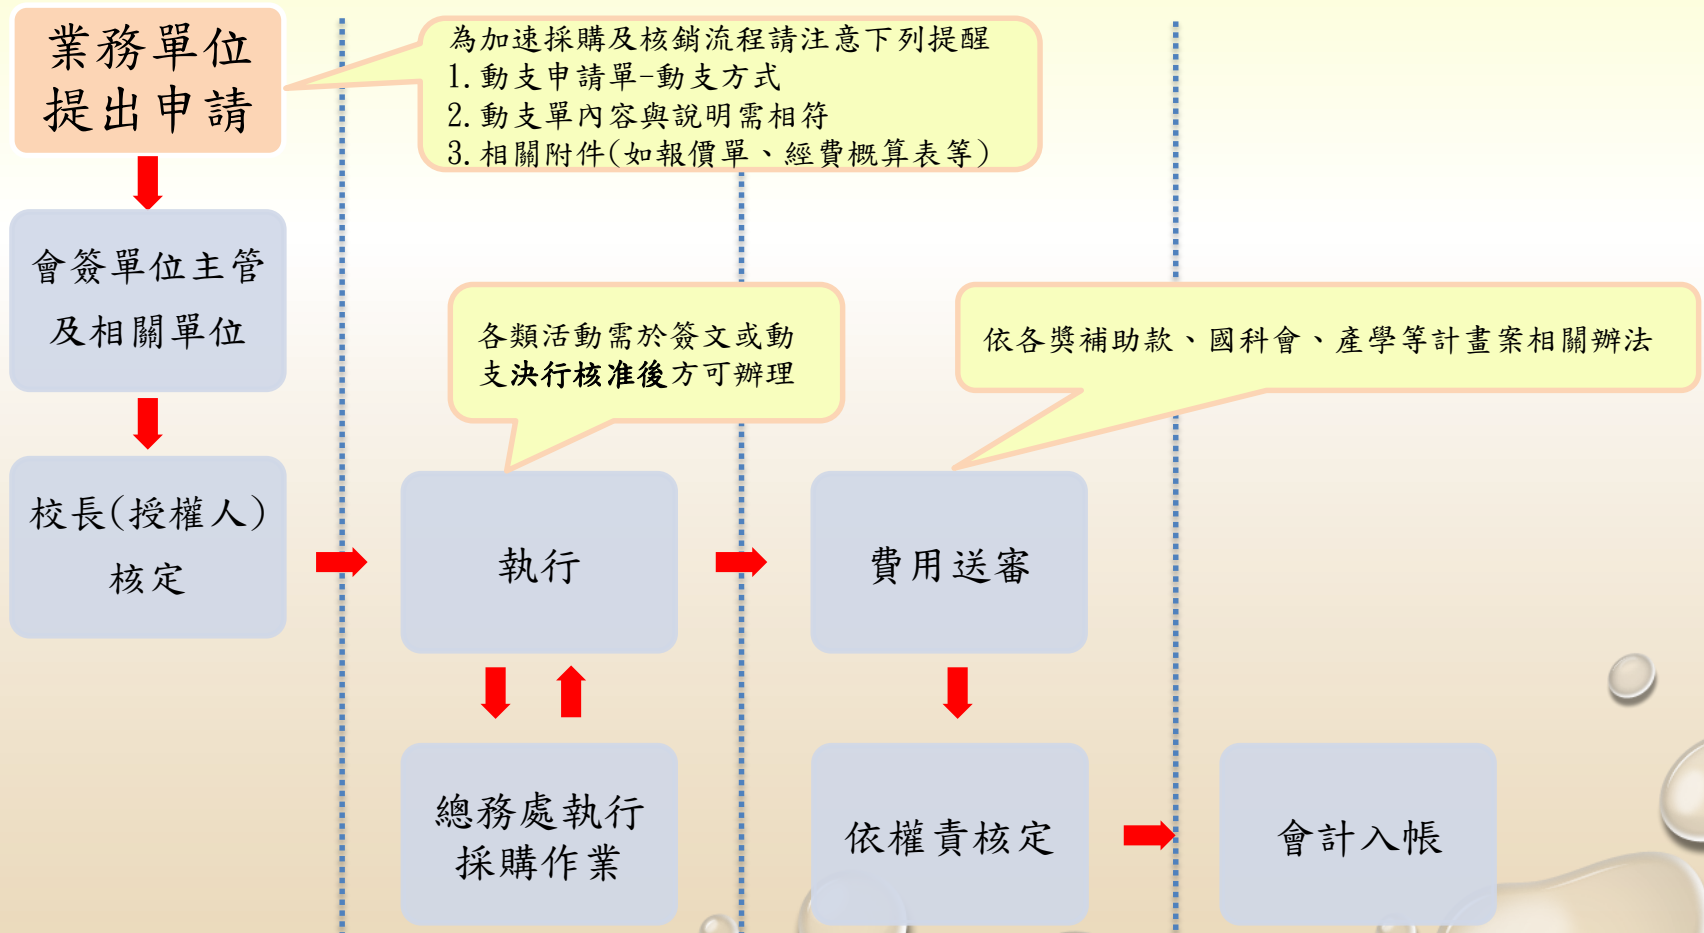 業務單位
提出申請
為加速採購及核銷流程請注意下列提醒
1.動支申請單-動支方式
2.動支單內容與說明需相符
3.相關附件(如報價單、經費概算表等)
會簽單位主管
及相關單位
各類活動需於簽文或動
支決行核准後方可辦理
依各獎補助款、國科會、產學等計畫案相關辦法
校長(授權人)
核定
執行
費用送審
總務處執行
採購作業
依權責核定
會計入帳